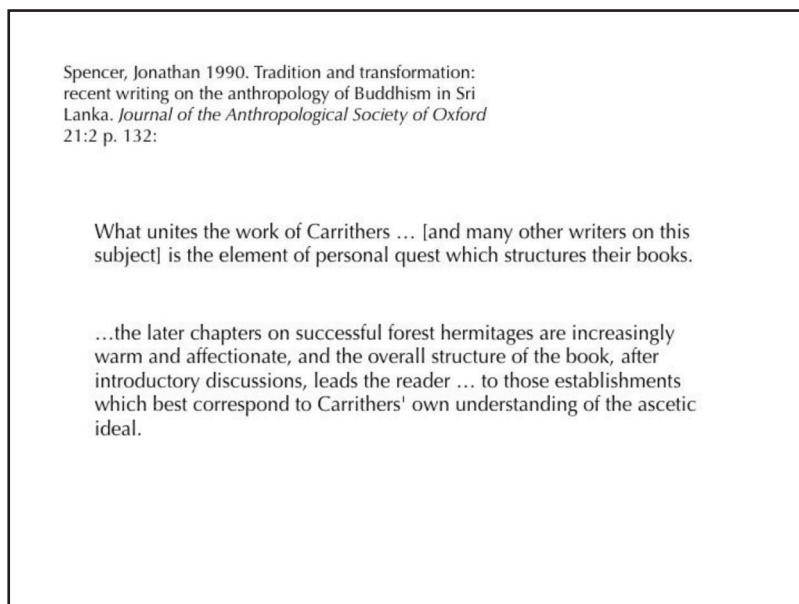 Spencer, Jonathan 1990. Tradition and transformation:
recent writing on the anthropology of Buddhism in Sri
Lanka. Journal of the Anthropological Society of Oxford
21:2 p. 132:
What unites the work of Carrithers … [and many other writers on this
subject] is the element of personal quest which structures their books.
…the later chapters on successful forest hermitages are increasingly
warm and affectionate, and the overall structure of the book, after
introductory discussions, leads the reader … to those establishments
which best correspond to Carrithers' own understanding of the ascetic
ideal.